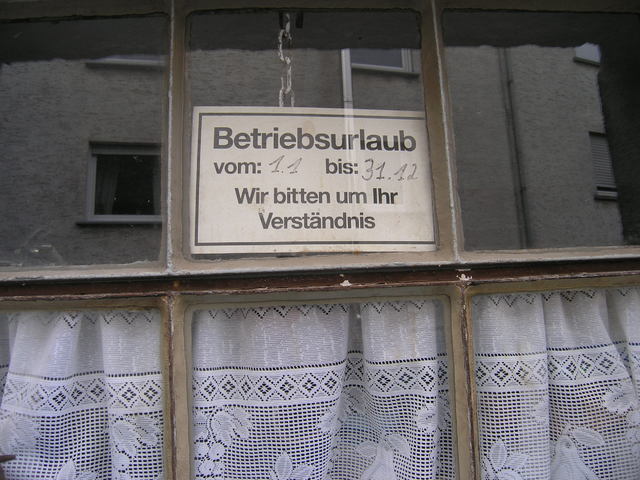 Betriebsurlaub
vom: 1.1 bis: 31.12
Wir bitten um Ihr
Verständnis